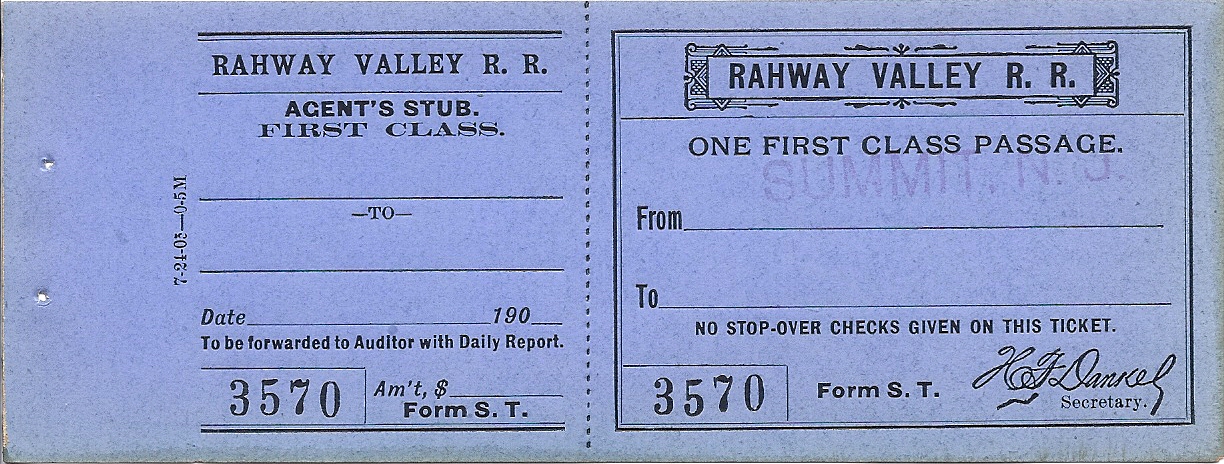 RAHWAY VALLEY R. R.
AGENT'S STUB.
FIRST CLASS.
—TO—
Date 190
To be forwarded to Auditor with Daily Report.
3570
Am't, $
Form S. T.
7-24-05—0-5M
RAHWAY VALLEY R. R.
ONE FIRST CLASS PASSAGE.
SUMMIT. N. J.
From
To
NO STOP-OVER CHECKS GIVEN ON THIS TICKET.
3570
Form S. T.
H F Dankel
Secretary.